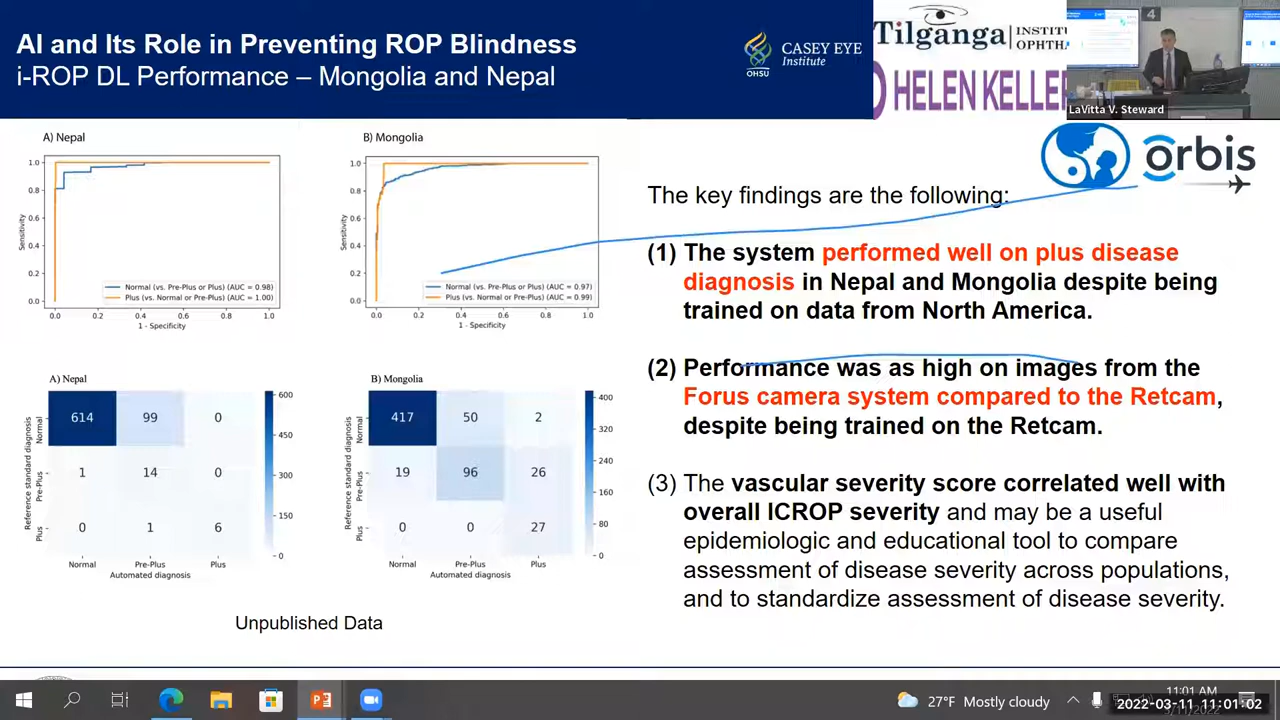 AI and Its Role in Preventing ROP Blindness
i-ROP DL Performance – Mongolia and Nepal
OHSU
CASEY EYE
Institute
Tilganga
OPHTH
HELEN KELLER
4
LaVitta V. Steward
orbis
A) Nepal
1.0
0.8
0.6
0.4
0.2
0.0
Sensitivity
Normal (vs. Pre-Plus or Plus) (AUC = 0.98)
Plus (vs. Normal or Pre-Plus) (AUC = 1.00)
0.0 0.2 0.4 0.6 0.8 1.0
1 - Specificity
B) Mongolia
1.0
0.8
0.6
0.4
0.2
0.0
Sensitivity
Normal (vs. Pre-Plus or Plus) (AUC = 0.97)
Plus (vs. Normal or Pre-Plus) (AUC = 0.99)
0.0 0.2 0.4 0.6 0.8 1.0
1 - Specificity
A) Nepal
Reference standard diagnosis
Normal
Pre-Plus
Plus
614 99 0
1 14 0
0 1 6
Normal Pre-Plus Plus
Automated diagnosis
600
450
300
150
0
B) Mongolia
Reference standard diagnosis
Normal
Pre-Plus
Plus
417 50 2
19 96 26
0 0 27
Normal Pre-Plus Plus
Automated diagnosis
400
320
240
160
80
0
Unpublished Data
The key findings are the following:
(1) The system performed well on plus disease
diagnosis in Nepal and Mongolia despite being
trained on data from North America.
(2) Performance was as high on images from the
Forus camera system compared to the Retcam,
despite being trained on the Retcam.
(3) The vascular severity score correlated well with
overall ICROP severity and may be a useful
epidemiologic and educational tool to compare
assessment of disease severity across populations,
and to standardize assessment of disease severity.
27°F Mostly cloudy
11:01 AM
2022-03-11 11:01:02